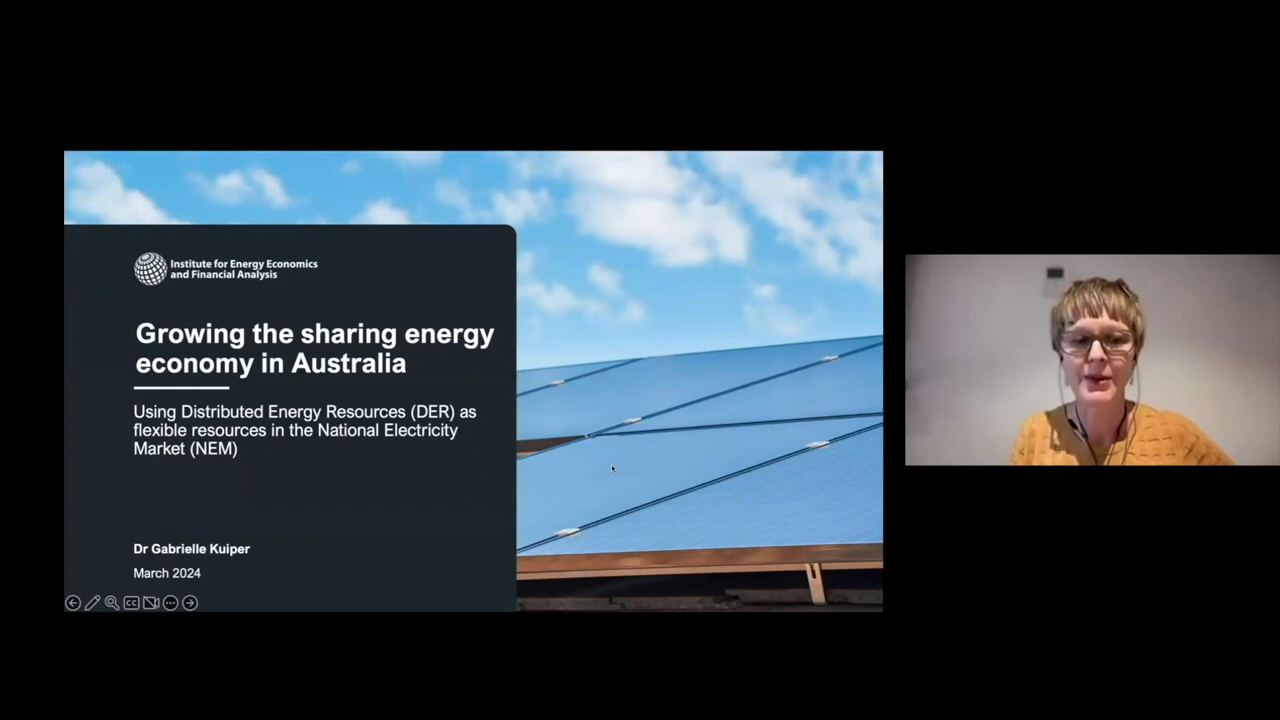 Institute for Energy Economics
and Financial Analysis
Growing the sharing energy
economy in Australia
Using Distributed Energy Resources (DER) as
flexible resources in the National Electricity
Market (NEM)
Dr Gabrielle Kuiper
March 2024
CC